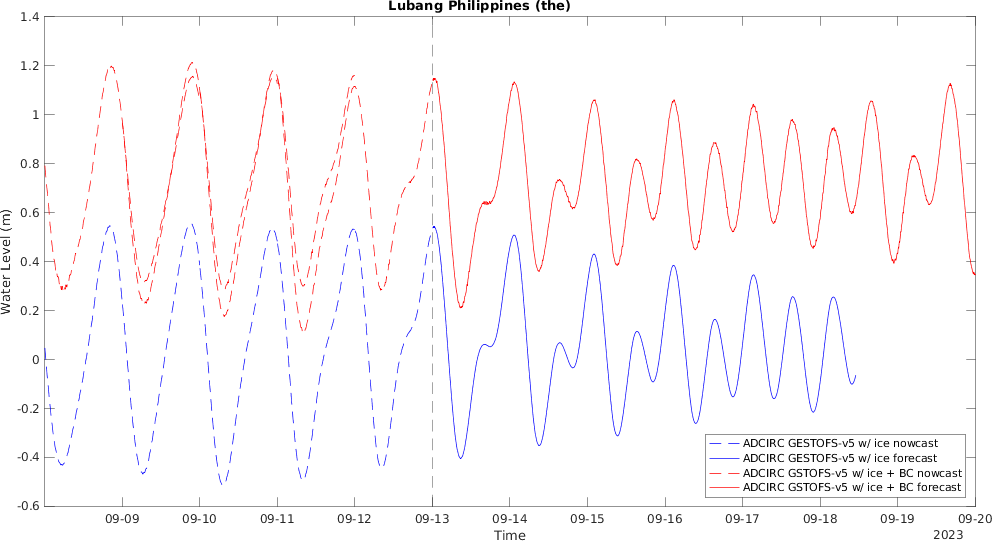 Lubang Philippines (the)
1.4
1.2
1
0.8
0.6
0.4
0.2
0
-0.2
-0.4
-0.6
Water Level (m)
ADCIRC GESTOFS-v5 w/ ice nowcast
ADCIRC GESTOFS-v5 w/ ice forecast
ADCIRC GSTOFS-v5 w/ ice + BC nowcast
ADCIRC GSTOFS-v5 w/ ice + BC forecast
09-09 09-10 09-11 09-12 09-13 09-14 09-15 09-16 09-17 09-18 09-19 09-20
Time
2023